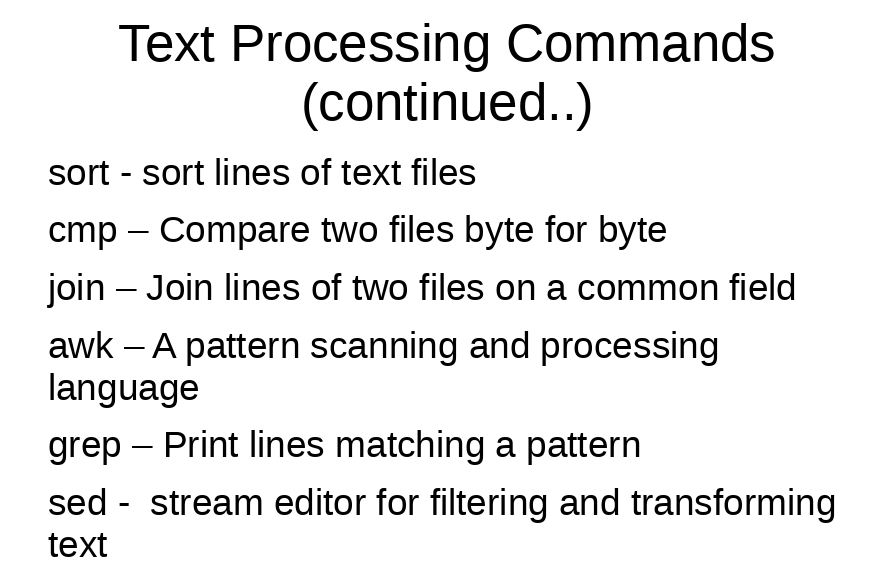 Text Processing Commands
(continued..)
sort - sort lines of text files
cmp – Compare two files byte for byte
join – Join lines of two files on a common field
awk – A pattern scanning and processing
language
grep – Print lines matching a pattern
sed -  stream editor for filtering and transforming
text